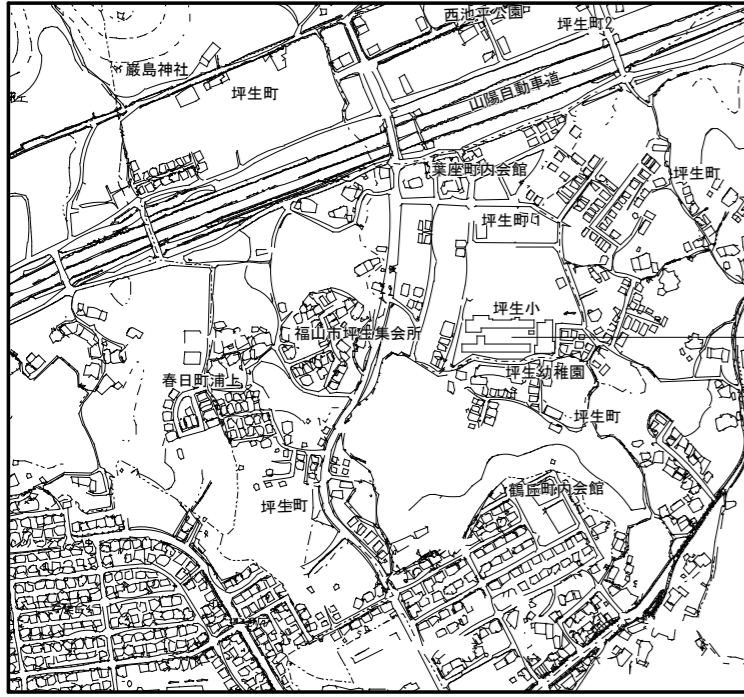 西池平公園
坪生町2
厳島神社
坪生町
山陽自動車道
葉座町内会館
坪生町
坪生町
坪生小
福山市坪生集会所
坪生幼稚園
春日町浦上
坪生町
鶴座町内会館
坪生町